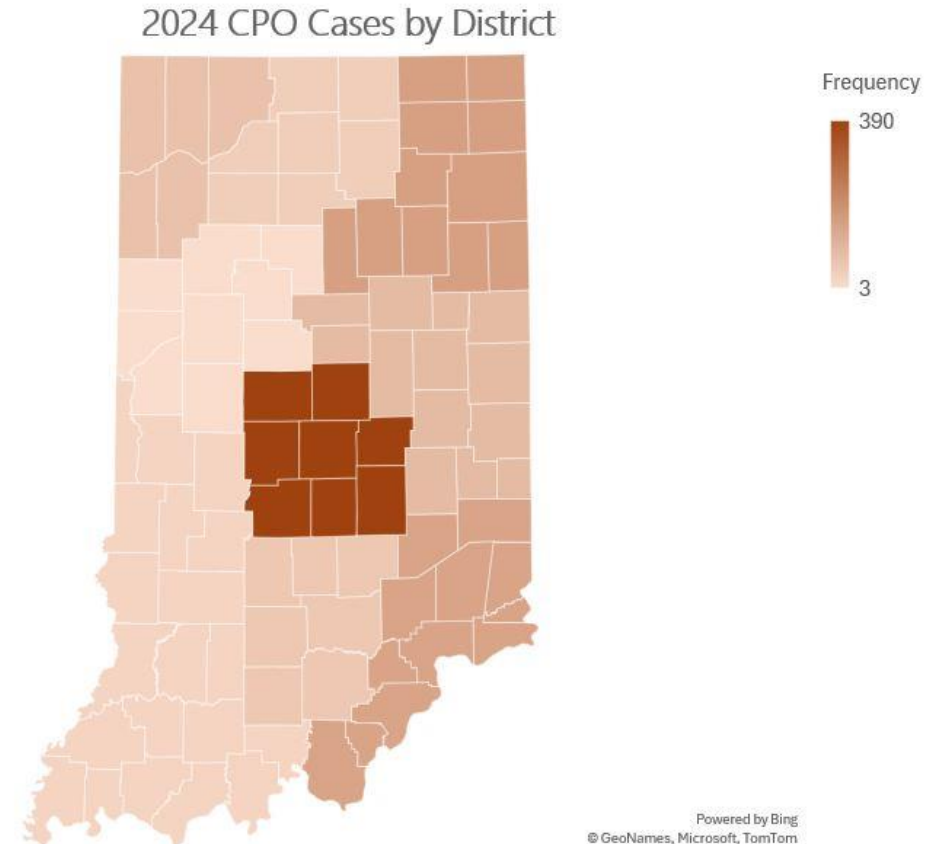 2024 CPO Cases by District
Frequency
390
3
Powered by Bing
© GeoNames, Microsoft, TomTom